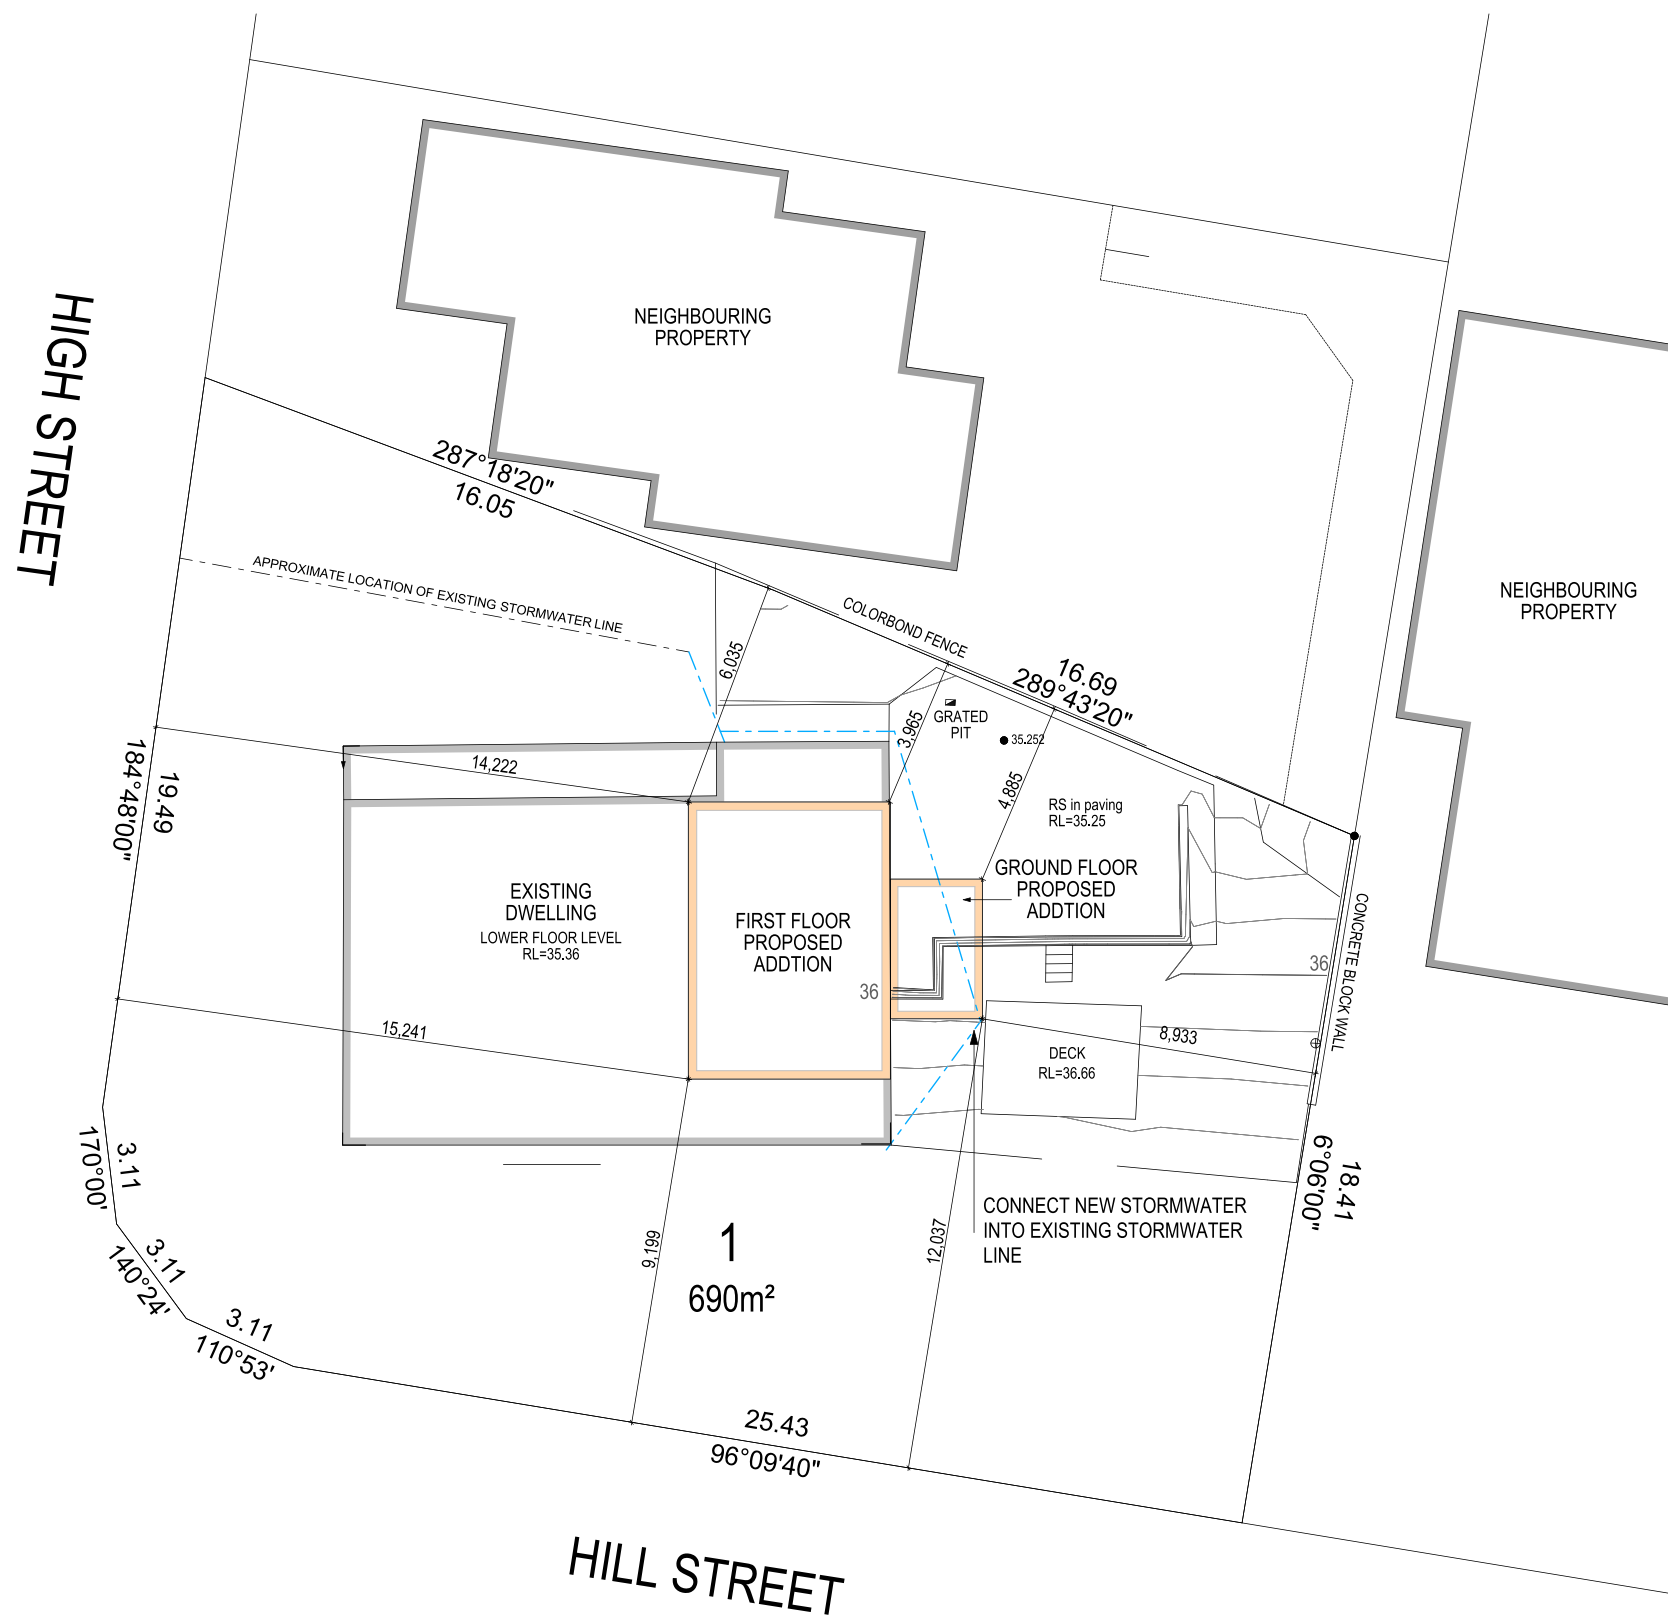 HIGH STREET
NEIGHBOURING
PROPERTY
NEIGHBOURING
PROPERTY
287°18'20"
16.05
APPROXIMATE LOCATION OF EXISTING STORMWATER LINE
COLORBOND FENCE
16.69
289°43'20"
6,035
3,965
GRATED
PIT
35.252
4,885
RS in paving
RL=35.25
14,222
184°48'00"
19.49
GROUND FLOOR
PROPOSED
ADDTION
EXISTING
DWELLING
LOWER FLOOR LEVEL
RL=35.36
FIRST FLOOR
PROPOSED
ADDTION
36
36
CONCRETE BLOCK WALL
15,241
8,933
DECK
RL=36.66
3.11
170°00'
3.11
140°24'
3.11
110°53'
18.41
6°06'00"
CONNECT NEW STORMWATER
INTO EXISTING STORMWATER
LINE
9,199
12,037
1
690m²
25.43
96°09'40"
HILL STREET